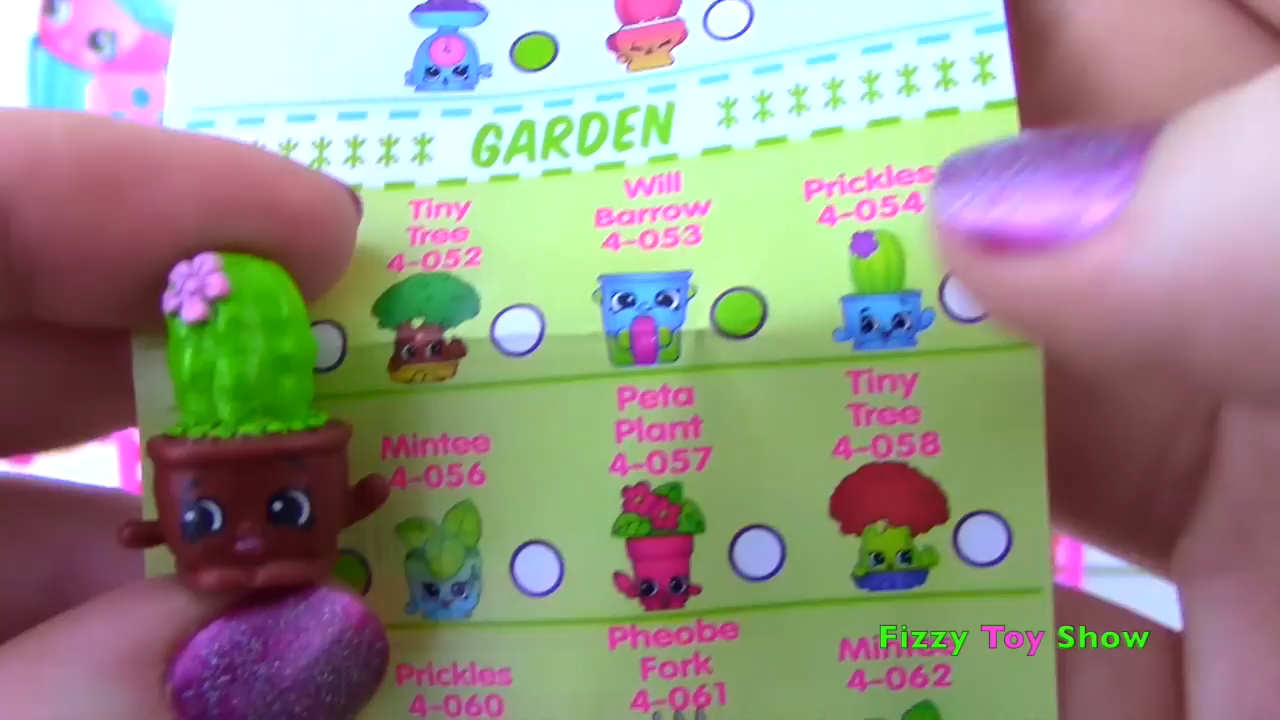 GARDEN
Tiny
Tree
4-052
Will
Barrow
4-053
Prickles
4-054
Mintee
4-056
Peta
Plant
4-057
Tiny
Tree
4-058
Prickles
4-060
Pheobe
Fork
4-061
Mintee
4-062
Fizzy Toy Show